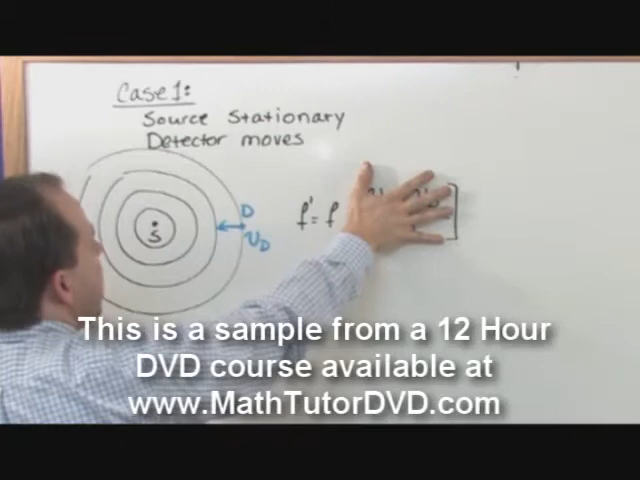 Case 1:
Source Stationary
Detector moves
D
S
v_D
f' = f
This is a sample from a 12 Hour
DVD course available at
www.MathTutorDVD.com